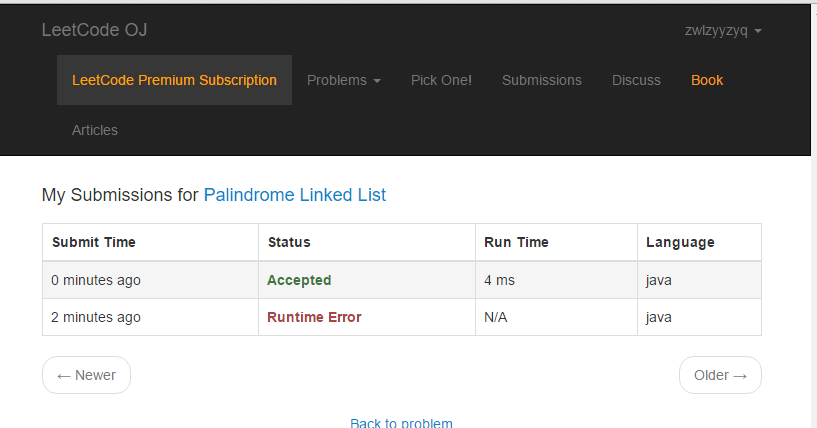 LeetCode OJ zwlzyyzyq
LeetCode Premium Subscription Problems Pick One! Submissions Discuss Book
Articles
My Submissions for Palindrome Linked List
Submit Time Status Run Time Language
0 minutes ago Accepted 4 ms java
2 minutes ago Runtime Error N/A java
← Newer Older →
Back to problem